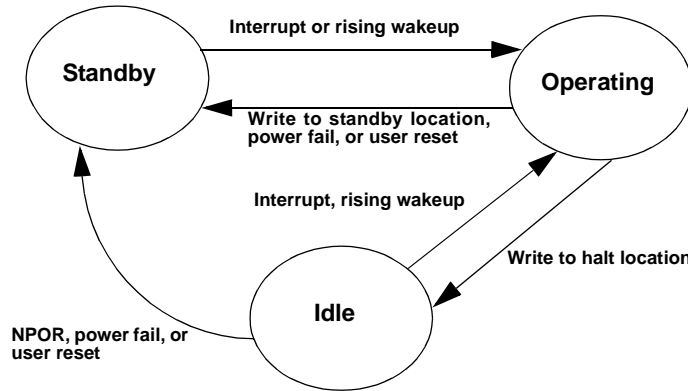 Interrupt or rising wakeup
Standby
Operating
Write to standby location,
power fail, or user reset
Interrupt, rising wakeup
Write to halt location
Idle
NPOR, power fail, or
user reset